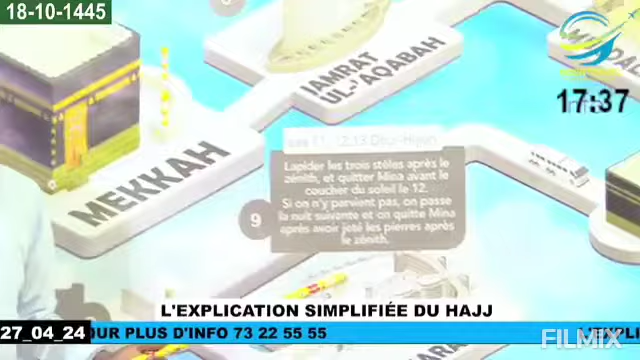 18-10-1445
JAMRAT
UL-'AQABAH
17:37
MEKKAH
Lapider les trois stèles après le
zénith, et quitter Mina avant le
coucher du soleil le 12.
Si on n'y parvient pas, on passe
la nuit suivante et on quitte Mina
après avoir jeté les pierres après
le zénith.
9
L'EXPLICATION SIMPLIFIÉE DU HAJJ
27_04_24
OUR PLUS D'INFO 73 22 55 55
L'EXPLI
FILMIX